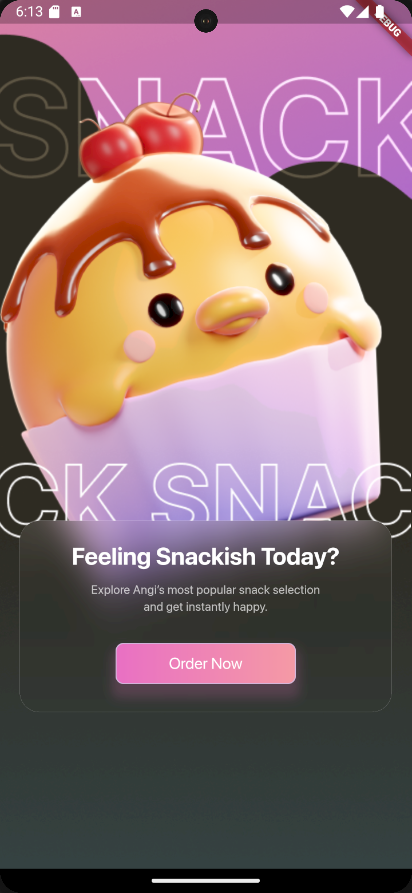 6:13 A
DEBUG
SNACK
CK SNAC
Feeling Snackish Today?
Explore Angi's most popular snack selection
and get instantly happy.
Order Now